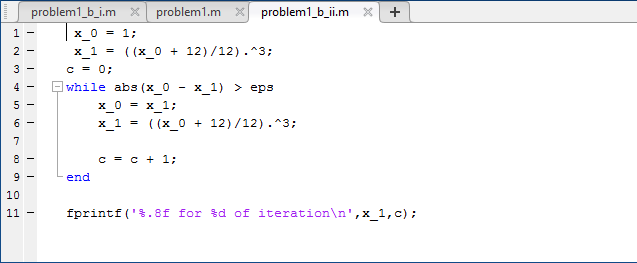 problem1_b_i.m × problem1.m × problem1_b_ii.m × +
1 − x_0 = 1;
2 − x_1 = ((x_0 + 12)/12).^3;
3 − c = 0;
4 − while abs(x_0 - x_1) > eps
5 − x_0 = x_1;
6 − x_1 = ((x_0 + 12)/12).^3;
7
8 − c = c + 1;
9 − end
10
11 − fprintf('%.8f for %d of iteration\n',x_1,c);